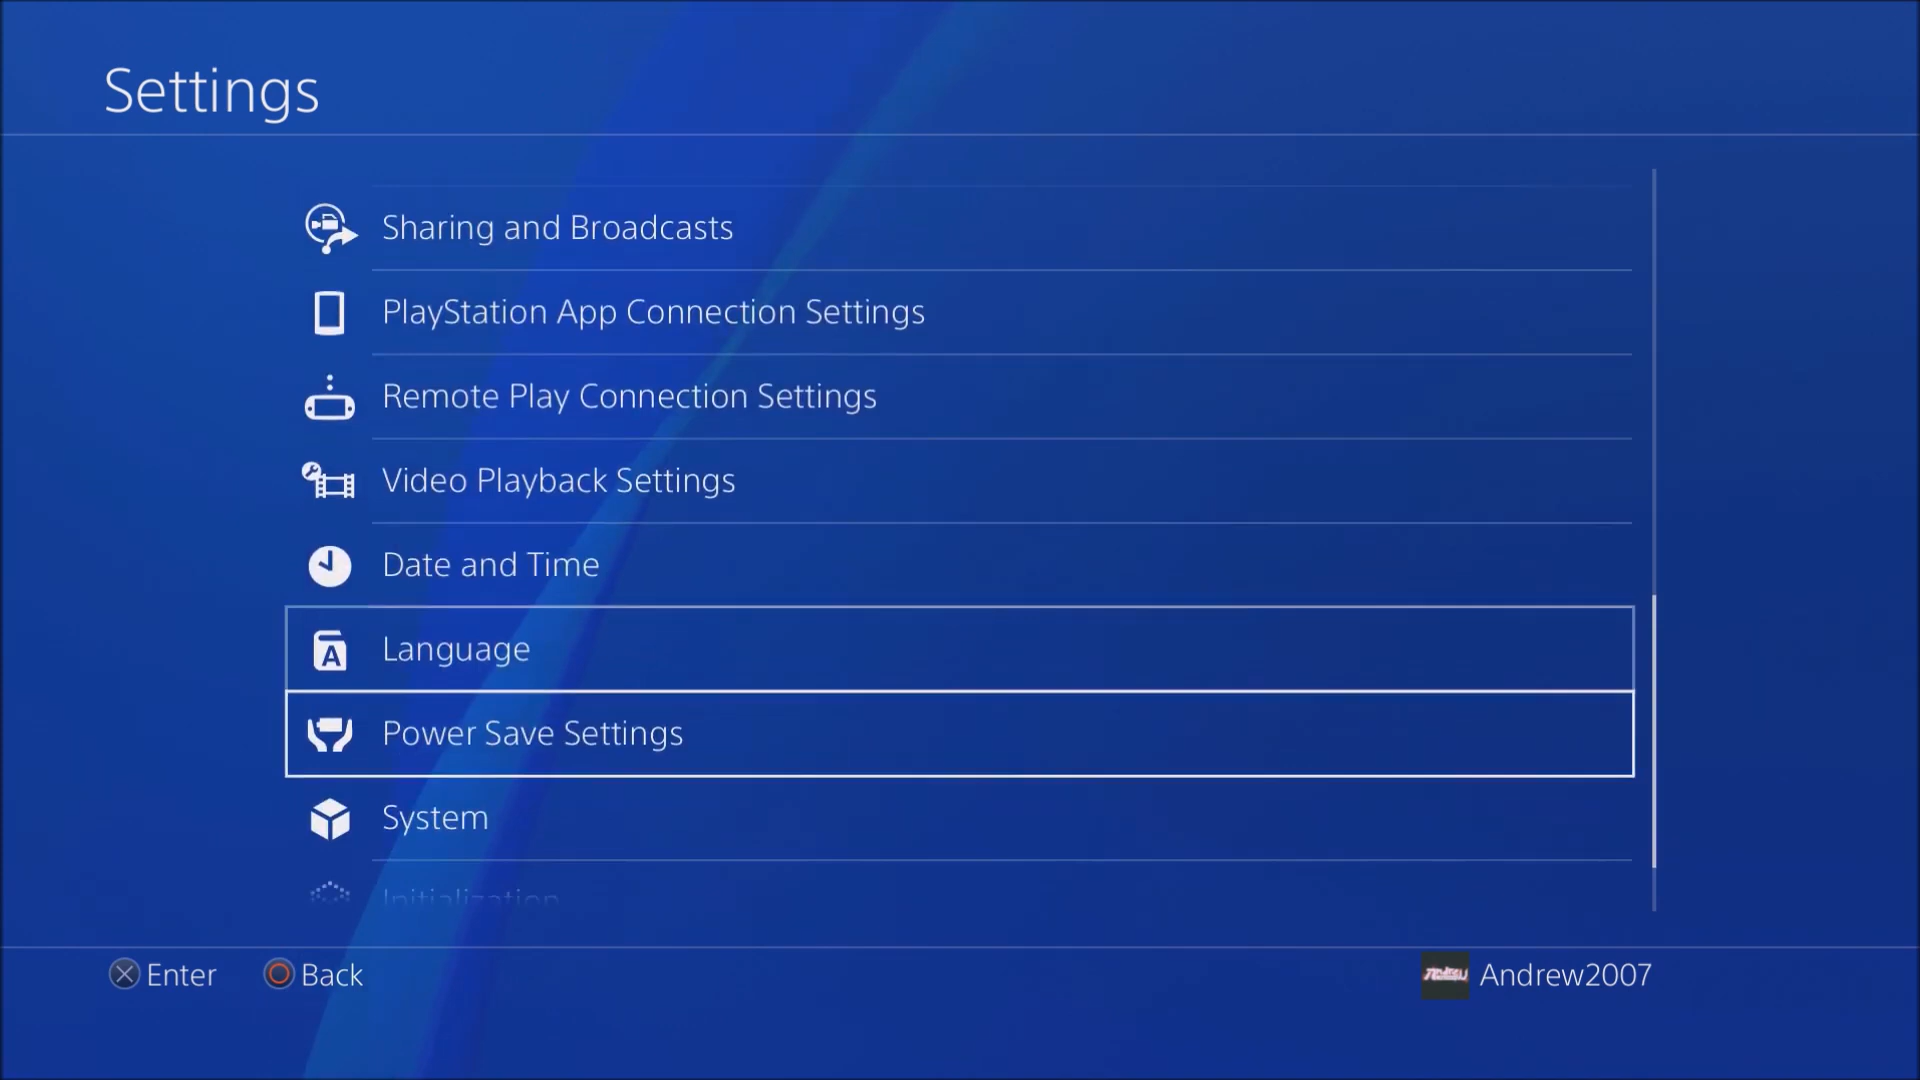 Settings
Sharing and Broadcasts
PlayStation App Connection Settings
Remote Play Connection Settings
Video Playback Settings
Date and Time
Language
Power Save Settings
System
Initialization
Enter Back Andrew2007